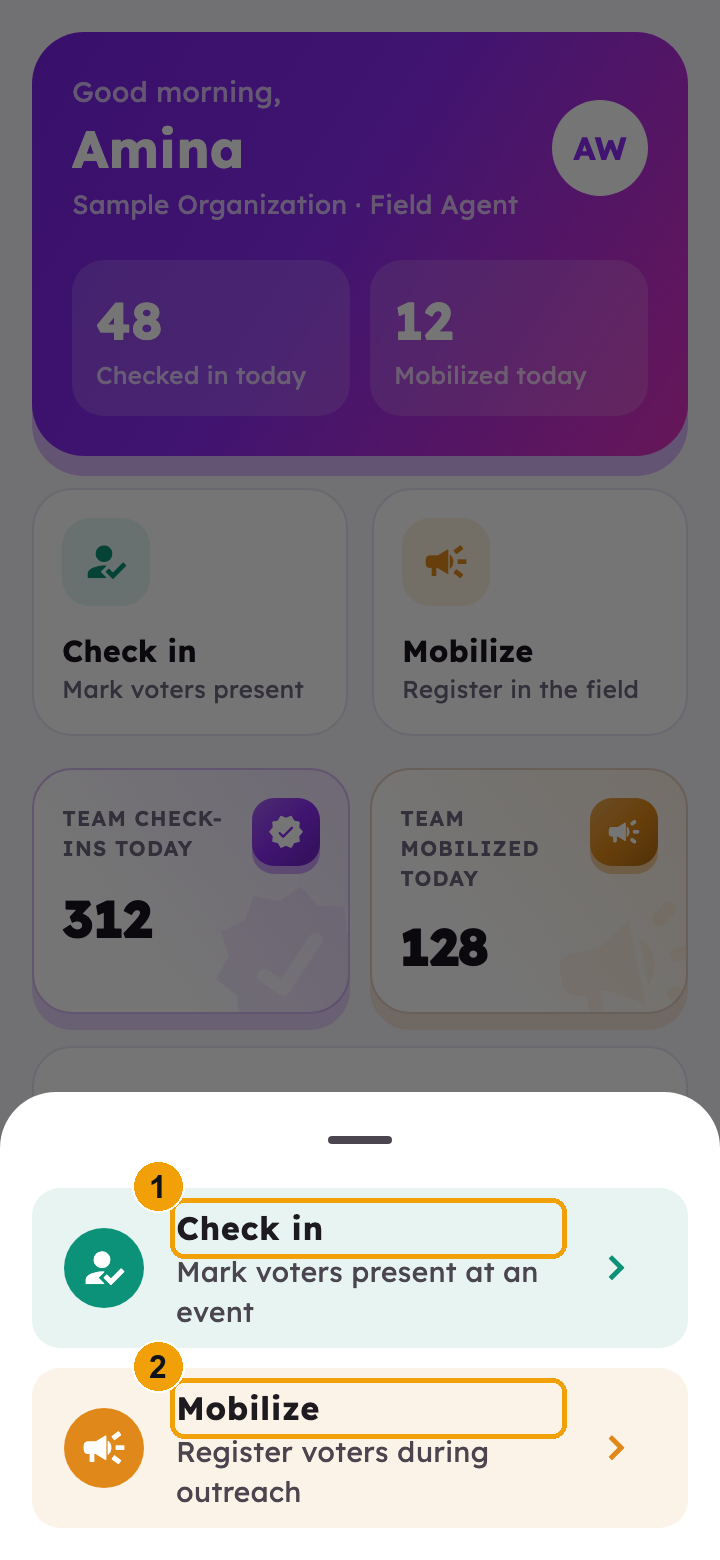 Good morning,
Amina
AW
Sample Organization · Field Agent
48
Checked in today
12
Mobilized today
Check in
Mark voters present
Mobilize
Register in the field
TEAM CHECK-
INS TODAY
312
TEAM
MOBILIZED
TODAY
128
1
Check in
Mark voters present at an
event
2
Mobilize
Register voters during
outreach